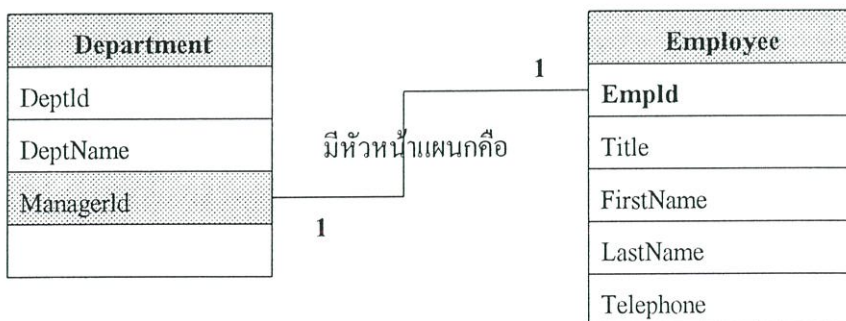 Department
DeptId
DeptName
ManagerId
1
มีหัวหน้าแผนกคือ
1
Employee
EmpId
Title
FirstName
LastName
Telephone